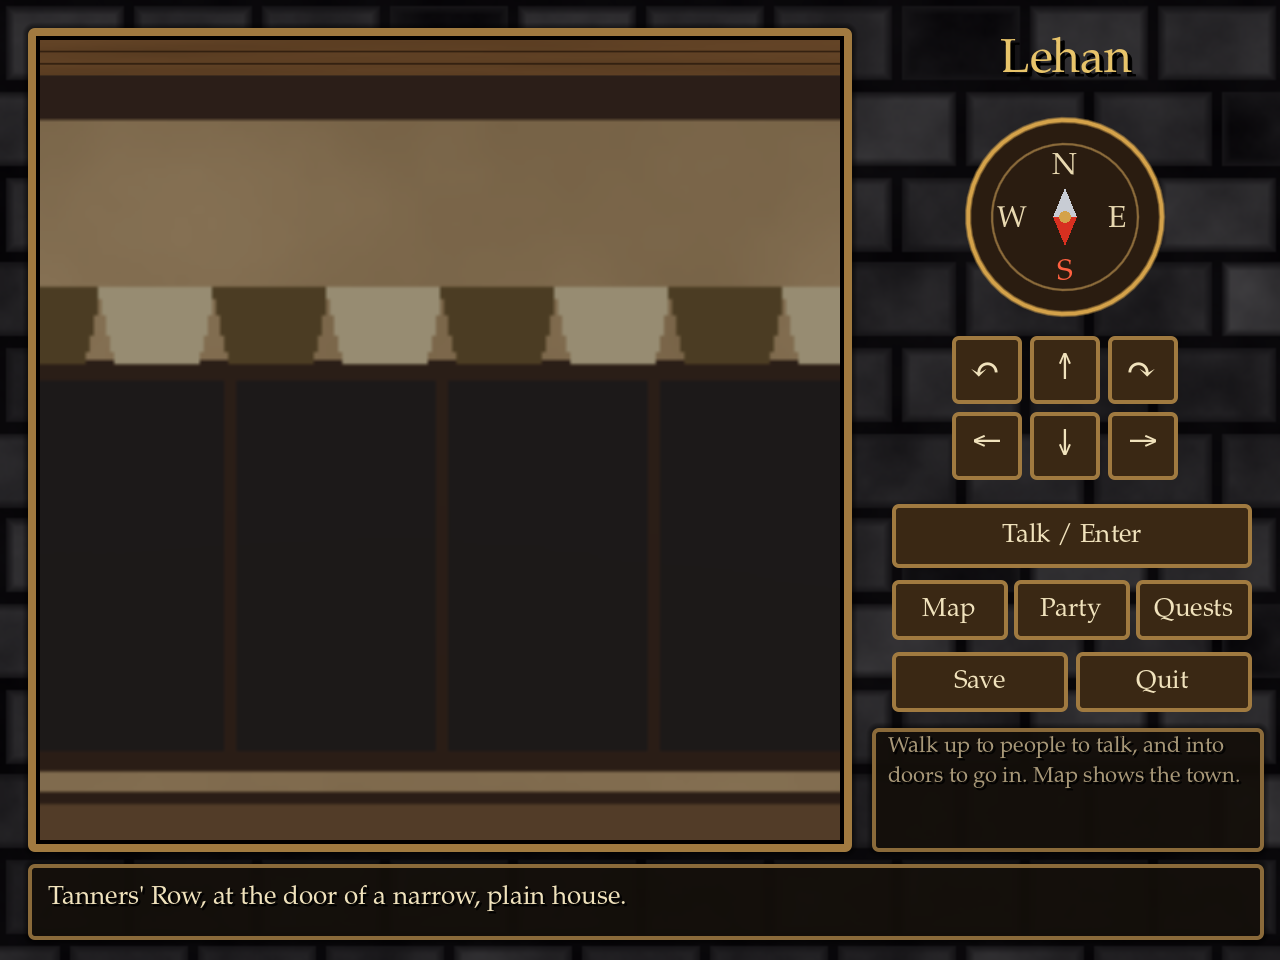 Lehan
N
W E
S
Talk / Enter
Map Party Quests
Save Quit
Walk up to people to talk, and into
doors to go in. Map shows the town.
Tanners' Row, at the door of a narrow, plain house.